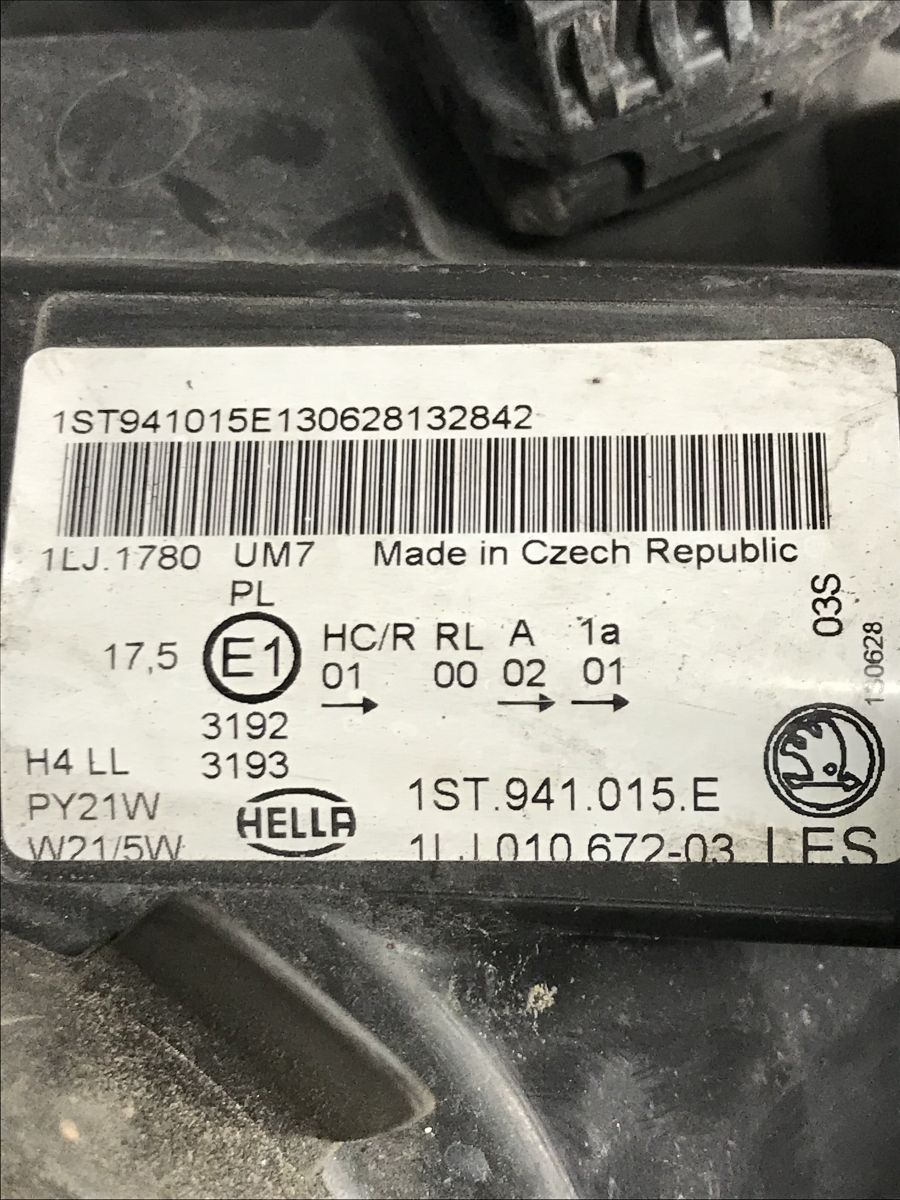 1ST941015E130628132842
1LJ.1780 UM7 Made in Czech Republic
PL
17,5 E1 HC/R RL A 1a
01 00 02 01
3192
3193
H4 LL
PY21W
W21/5W
HELLA
1ST.941.015.E
1LJ 010 672-03 LES
03S
130628